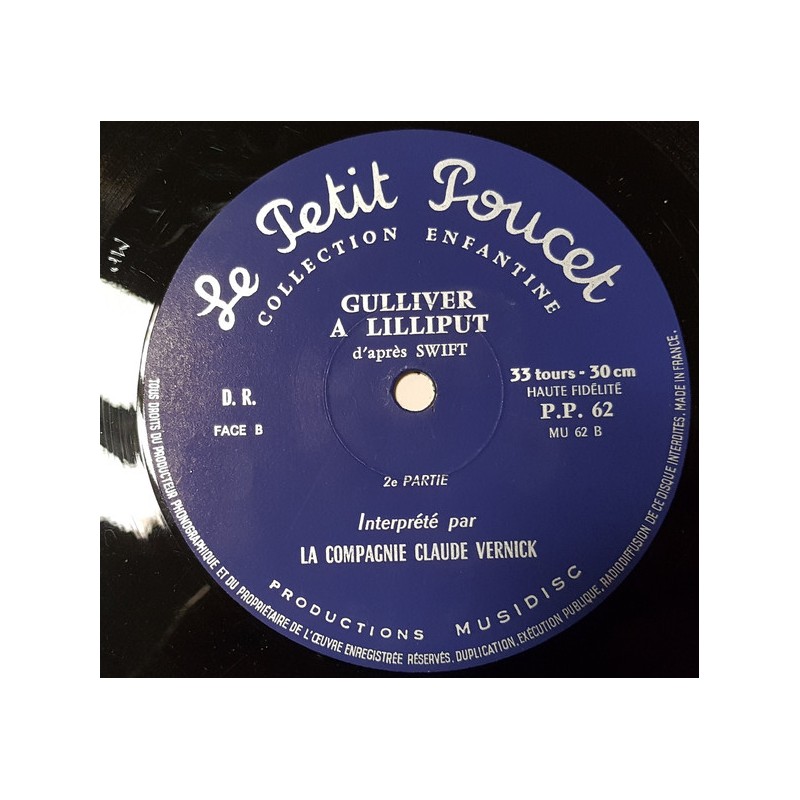 Le Petit Poucet
COLLECTION ENFANTINE
GULLIVER
A LILLIPUT
d'après SWIFT
33 tours - 30 cm
HAUTE FIDÉLITÉ
P.P. 62
MU 62 B
D. R.
FACE B
2e PARTIE
Interprété par
LA COMPAGNIE CLAUDE VERNICK
PRODUCTIONS MUSIDISC
TOUS DROITS DU PRODUCTEUR PHONOGRAPHIQUE ET DU PROPRIÉTAIRE DE L'ŒUVRE ENREGISTRÉE RÉSERVÉS, DUPLICATION, EXÉCUTION PUBLIQUE, RADIODIFFUSION DE CE DISQUE INTERDITES, MADE IN FRANCE.